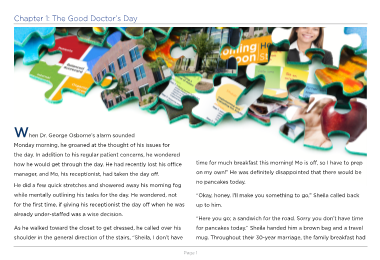 Chapter 1: The Good Doctor's Day
When Dr. George Osborne's alarm sounded
Monday morning, he groaned at the thought of his issues for
the day. In addition to his regular patient concerns, he wondered
how he would get through the day. He had recently lost his office
manager, and Mo, his receptionist, had taken the day off.
He did a few quick stretches and showered away his morning fog
while mentally outlining his tasks for the day. He wondered, not
for the first time, if giving his receptionist the day off when he was
already under-staffed was a wise decision.
As he walked toward the closet to get dressed, he called over his
shoulder in the general direction of the stairs, "Sheila, I don't have
time for much breakfast this morning! Mo is off, so I have to prep
on my own!" He was definitely disappointed that there would be
no pancakes today.
"Okay, honey. I'll make you something to go," Sheila called back
up to him.
"Here you go; a sandwich for the road. Sorry you don't have time
for pancakes today." Sheila handed him a brown bag and a travel
mug. Throughout their 30-year marriage, the family breakfast had
Page 1